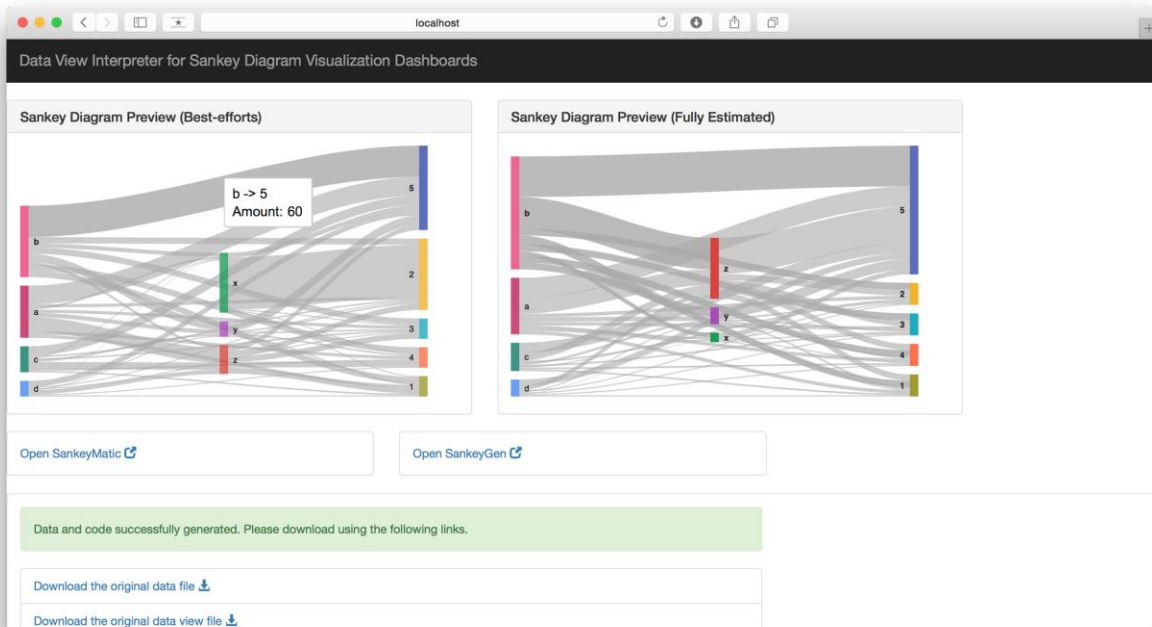 localhost
Data View Interpreter for Sankey Diagram Visualization Dashboards
Sankey Diagram Preview (Best-efforts)
b -> 5
Amount: 60
5
b
x
2
a
y
3
z
4
c
d
1
Sankey Diagram Preview (Fully Estimated)
b
5
z
2
a
y
3
x
4
c
d
1
Open SankeyMatic
Open SankeyGen
Data and code successfully generated. Please download using the following links.
Download the original data file
Download the original data view file